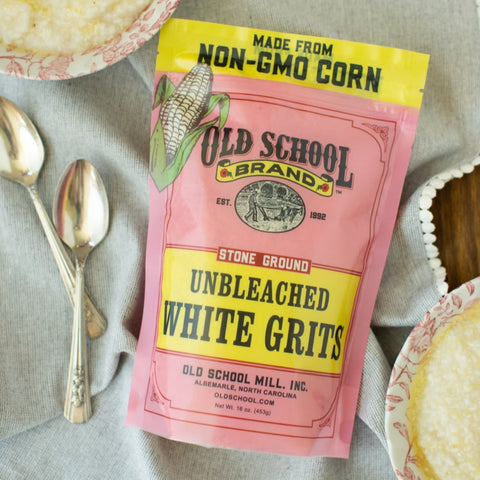 MADE FROM
NON-GMO CORN
OLD SCHOOL
BRAND™
EST. 1992
STONE GROUND
UNBLEACHED
WHITE GRITS
OLD SCHOOL MILL, INC.
ALBEMARLE, NORTH CAROLINA
OLDSCHOOL.COM
Net Wt. 16 oz. (453g)